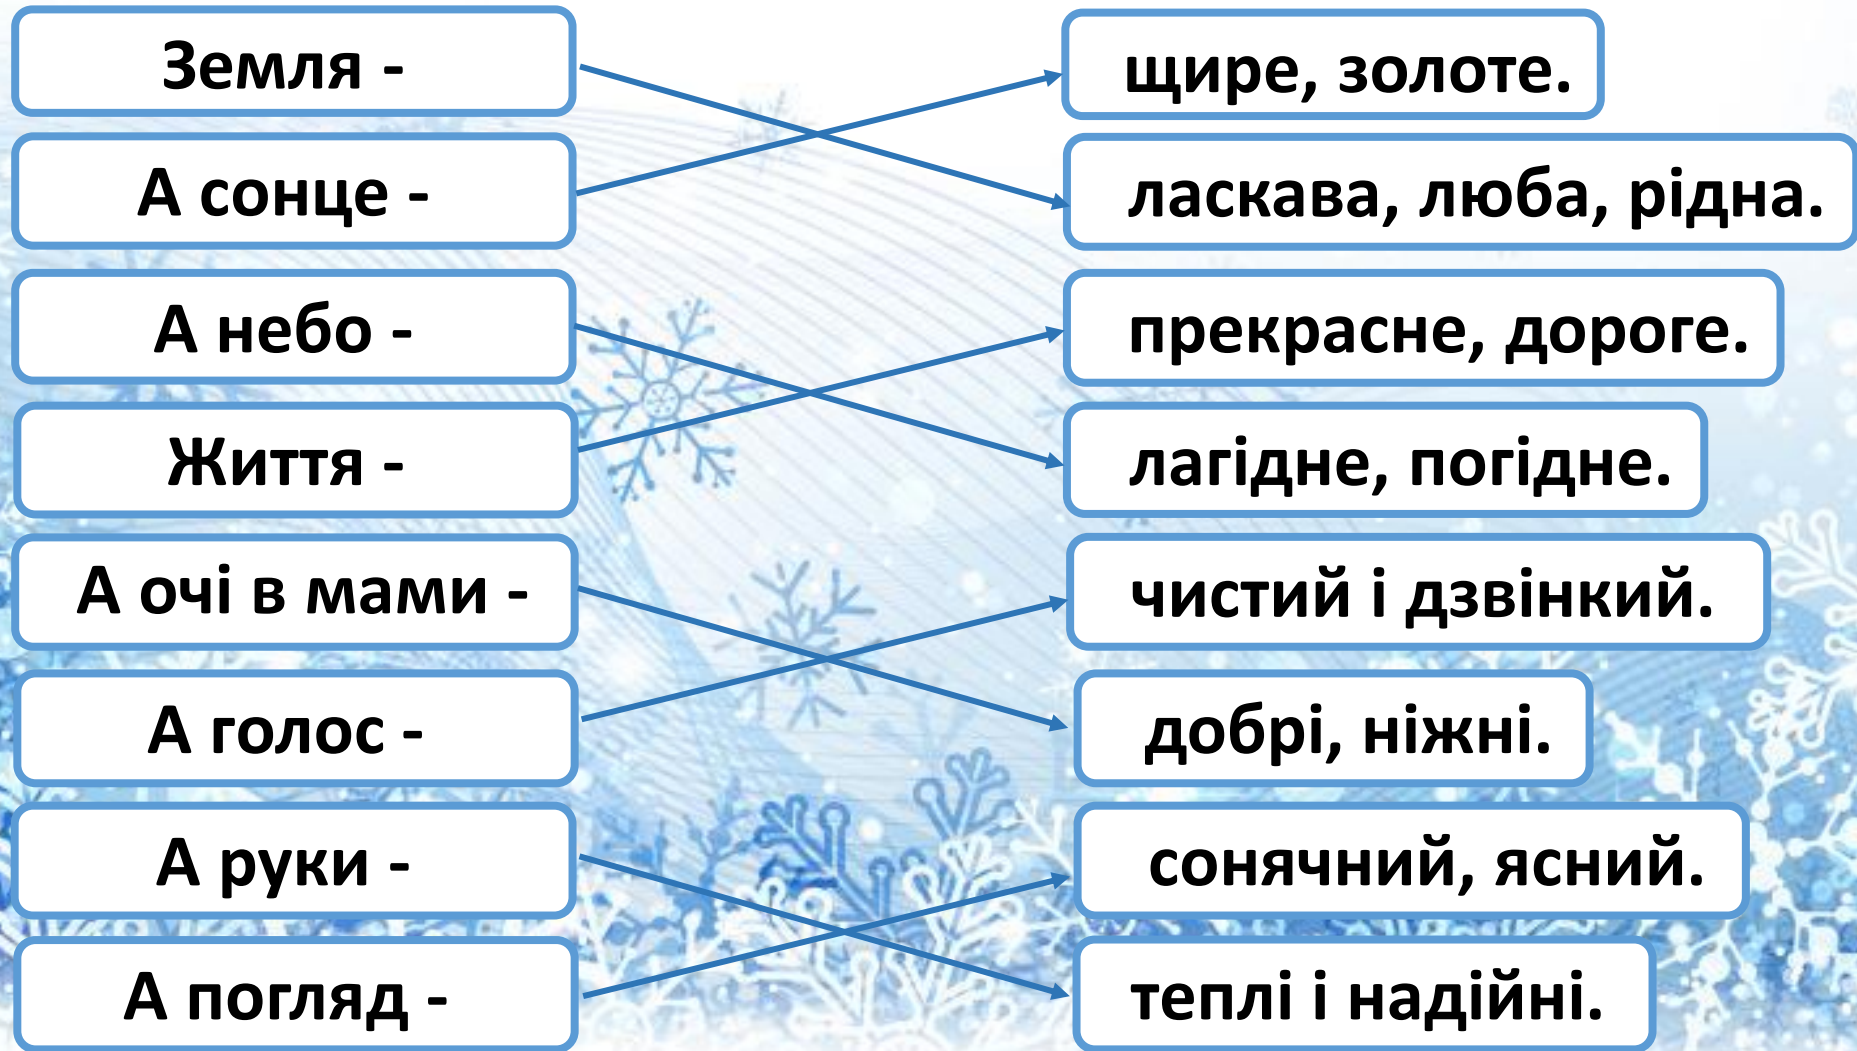 Земля -
щире, золоте.
А сонце -
ласкава, люба, рідна.
А небо -
прекрасне, дороге.
Життя -
лагідне, погідне.
А очі в мами -
чистий і дзвінкий.
А голос -
добрі, ніжні.
А руки -
сонячний, ясний.
А погляд -
теплі і надійні.